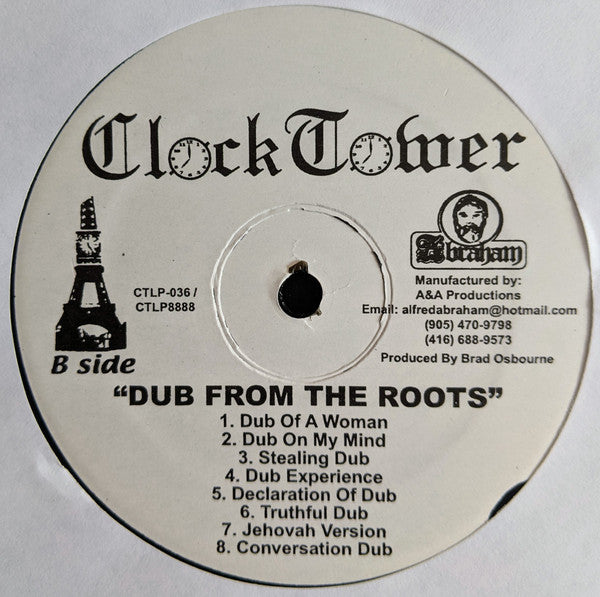 Clock Tower
Abraham
Manufactured by:
A&A Productions
Email: alfredabraham@hotmail.com
(905) 470-9798
(416) 688-9573
Produced By Brad Osbourne
CTLP-036 /
CTLP8888
B side
“DUB FROM THE ROOTS”
1. Dub Of A Woman
2. Dub On My Mind
3. Stealing Dub
4. Dub Experience
5. Declaration Of Dub
6. Truthful Dub
7. Jehovah Version
8. Conversation Dub